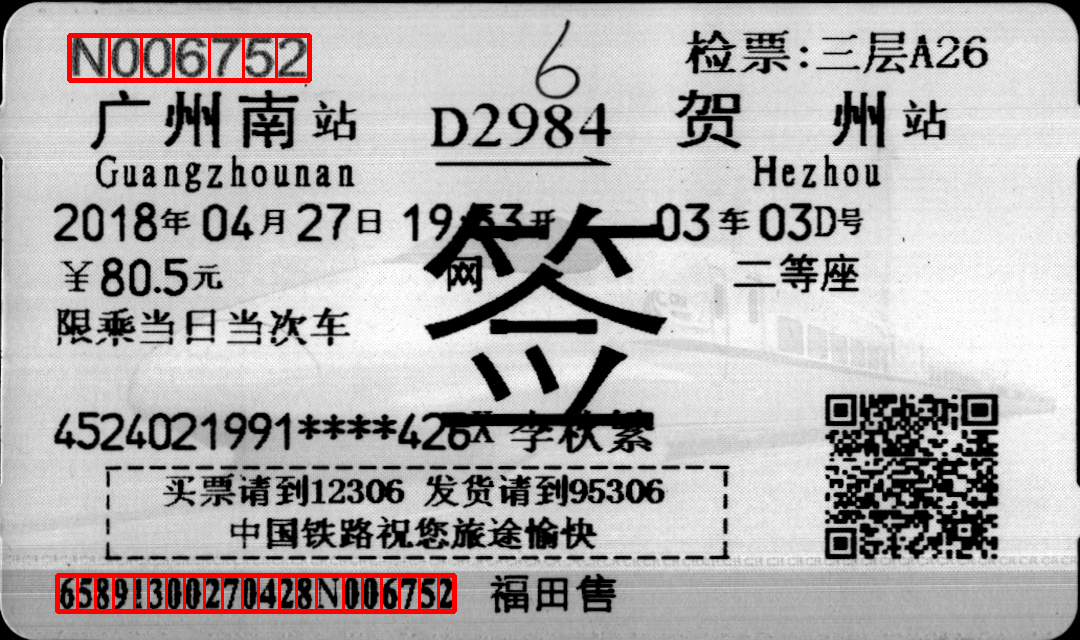 N006752
6
检票:三层A26
广州南站 D2984 贺州站
Guangzhounan Hezhou
2018年04月27日 19:53开 03车03D号
￥80.5元 网 二等座
签
限乘当日当次车
4524021991****426X 李秋繁
买票请到12306 发货请到95306
中国铁路祝您旅途愉快
65891300270428N006752 福田售